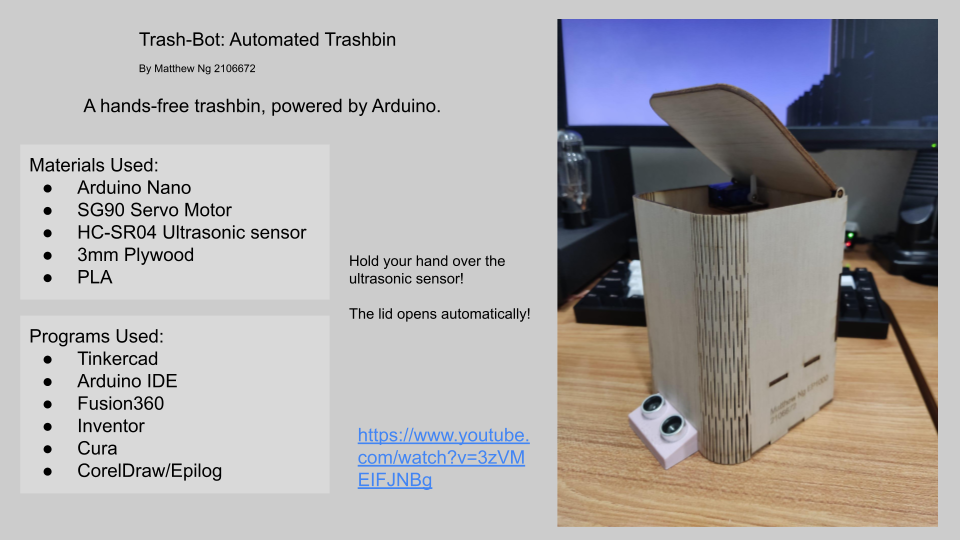 Trash-Bot: Automated Trashbin
By Matthew Ng 2106672
A hands-free trashbin, powered by Arduino.
Materials Used:
● Arduino Nano
● SG90 Servo Motor
● HC-SR04 Ultrasonic sensor
● 3mm Plywood
● PLA
Hold your hand over the
ultrasonic sensor!
The lid opens automatically!
Programs Used:
● Tinkercad
● Arduino IDE
● Fusion360
● Inventor
● Cura
● CorelDraw/Epilog
https://www.youtube.
com/watch?v=3zVM
EIFJNBg
Matthew Ng
2106672